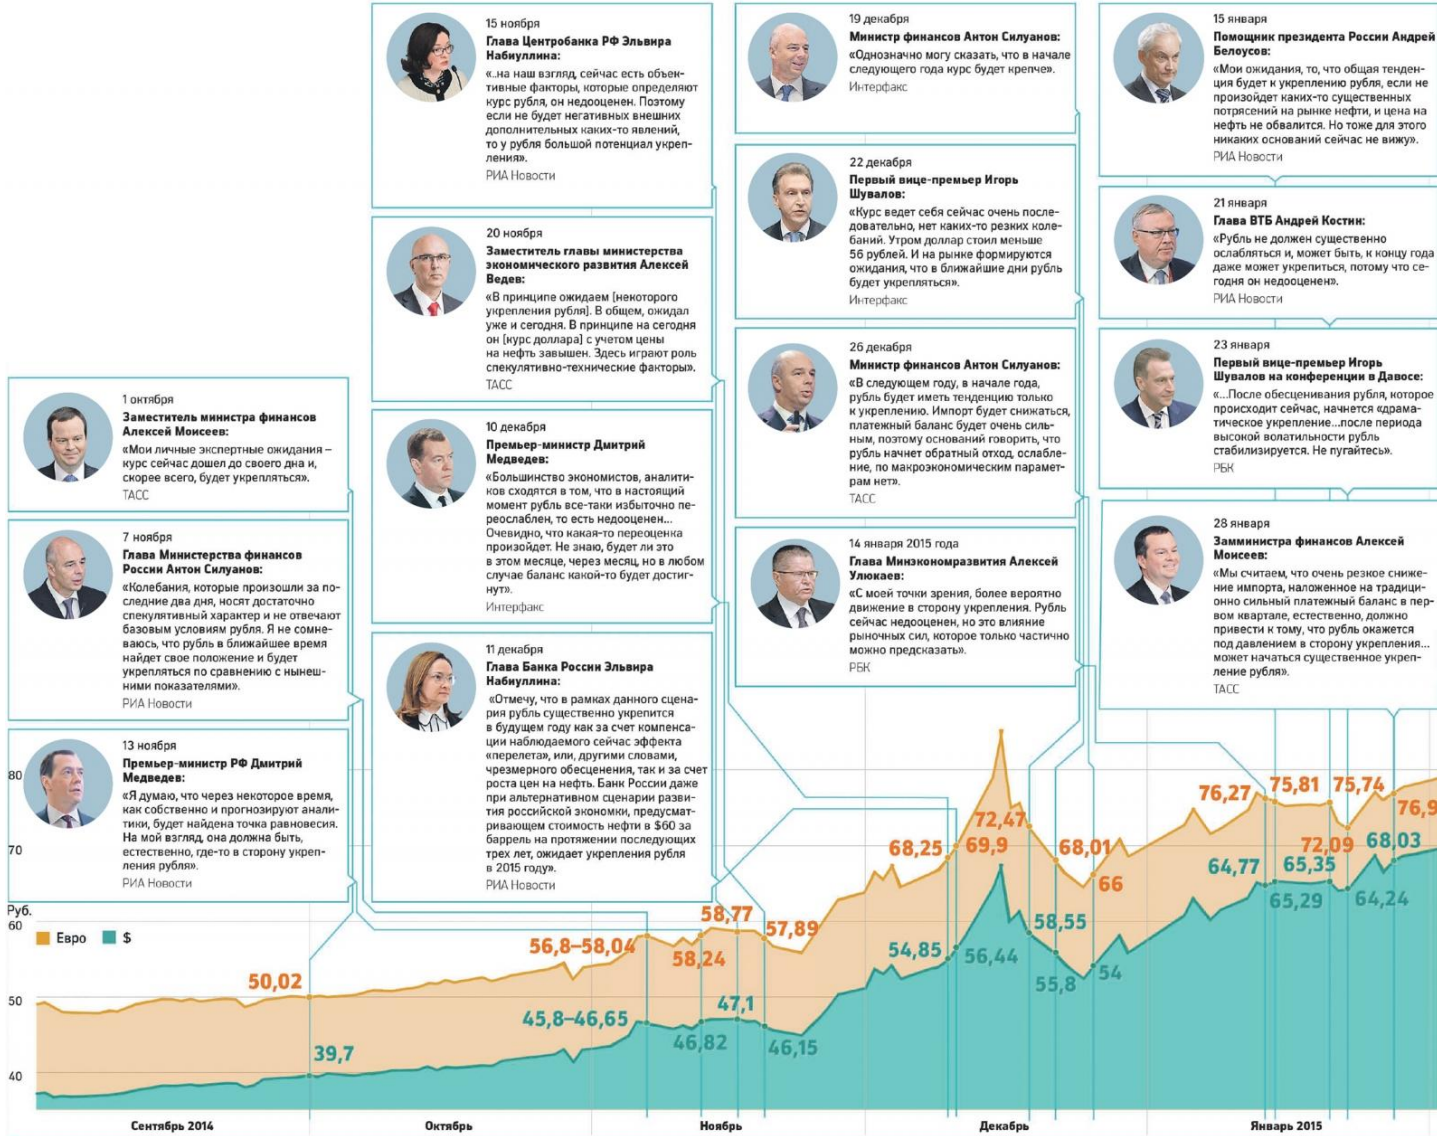 1 октября
Заместитель министра финансов
Алексей Моисеев:
«Мои личные экспертные ожидания –
курс сейчас дошел до своего дна и,
скорее всего, будет укрепляться».
ТАСС
7 ноября
Глава Министерства финансов
России Антон Силуанов:
«Колебания, которые произошли за по-
следние два дня, носят достаточно
спекулятивный характер и не отвечают
базовым условиям рубля. Я не сомне-
ваюсь, что рубль в ближайшее время
найдет свое положение и будет
укрепляться по сравнению с нынеш-
ними показателями».
РИА Новости
13 ноября
Премьер-министр РФ Дмитрий
Медведев:
«Я думаю, что через некоторое время,
как собственно и прогнозируют анали-
тики, будет найдена точка равновесия.
На мой взгляд, она должна быть,
естественно, где-то в сторону укреп-
ления рубля».
РИА Новости
15 ноября
Глава Центробанка РФ Эльвира
Набиуллина:
«..на наш взгляд, сейчас есть объек-
тивные факторы, которые определяют
курс рубля, он недооценен. Поэтому
если не будет негативных внешних
дополнительных каких-то явлений,
то у рубля большой потенциал укреп-
ления».
РИА Новости
20 ноября
Заместитель главы министерства
экономического развития Алексей
Ведев:
«В принципе ожидаем [некоторого
укрепления рубля]. В общем, ожидал
уже и сегодня. В принципе на сегодня
он [курс доллара] с учетом цены
на нефть завышен. Здесь играют роль
спекулятивно-технические факторы».
ТАСС
10 декабря
Премьер-министр Дмитрий
Медведев:
«Большинство экономистов, аналити-
ков сходятся в том, что в настоящий
момент рубль все-таки избыточно пе-
реослаблен, то есть недооценен...
Очевидно, что какая-то переоценка
произойдет. Не знаю, будет ли это
в этом месяце, через месяц, но в любом
случае баланс какой-то будет достиг-
нут».
Интерфакс
11 декабря
Глава Банка России Эльвира
Набиуллина:
«Отмечу, что в рамках данного сцена-
рия рубль существенно укрепится
в будущем году как за счет компенса-
ции наблюдаемого сейчас эффекта
«перелета», или, другими словами,
чрезмерного обесценения, так и за счет
роста цен на нефть. Банк России даже
при альтернативном сценарии разви-
тия российской экономики, предусмат-
ривающем стоимость нефти в $60 за
баррель на протяжении последующих
трех лет, ожидает укрепления рубля
в 2015 году».
РИА Новости
19 декабря
Министр финансов Антон Силуанов:
«Однозначно могу сказать, что в начале
следующего года курс будет крепче».
Интерфакс
22 декабря
Первый вице-премьер Игорь
Шувалов:
«Курс ведет себя сейчас очень после-
довательно, нет каких-то резких коле-
баний. Утром доллар стоил меньше
56 рублей. И на рынке формируются
ожидания, что в ближайшие дни рубль
будет укрепляться».
Интерфакс
26 декабря
Министр финансов Антон Силуанов:
«В следующем году, в начале года,
рубль будет иметь тенденцию только
к укреплению. Импорт будет снижаться,
платежный баланс будет очень силь-
ным, поэтому оснований говорить, что
рубль начнет обратный отход, ослабле-
ние, по макроэкономическим парамет-
рам нет».
ТАСС
14 января 2015 года
Глава Минэкономразвития Алексей
Улюкаев:
«С моей точки зрения, более вероятно
движение в сторону укрепления. Рубль
сейчас недооценен, но это влияние
рыночных сил, которое только частично
можно предсказать».
РБК
15 января
Помощник президента России Андрей
Белоусов:
«Мои ожидания, то, что общая тенден-
ция будет к укреплению рубля, если не
произойдет каких-то существенных
потрясений на рынке нефти, и цена на
нефть не обвалится. Но тоже для этого
никаких оснований сейчас не вижу».
РИА Новости
21 января
Глава ВТБ Андрей Костин:
«Рубль не должен существенно
ослабляться и, может быть, к концу года
даже может укрепиться, потому что се-
годня он недооценен».
РИА Новости
23 января
Первый вице-премьер Игорь
Шувалов на конференции в Давосе:
«...После обесценивания рубля, которое
происходит сейчас, начнется «драма-
тическое укрепление...после периода
высокой волатильности рубль
стабилизируется. Не пугайтесь».
РБК
28 января
Замминистра финансов Алексей
Моисеев:
«Мы считаем, что очень резкое сниже-
ние импорта, наложенное на традици-
онно сильный платежный баланс в пер-
вом квартале, естественно, должно
привести к тому, что рубль окажется
под давлением в сторону укрепления...
может начаться существенное укреп-
ление рубля».
ТАСС
80
70
Руб.
60
50
40
Евро $
50,02
56,8–58,04
58,24
58,77
57,89
68,25
69,9
72,47
68,01
66
76,27
75,81
72,09
75,74
76,9
39,7
45,8–46,65
46,82
47,1
46,15
54,85
56,44
58,55
55,8
54
64,77
65,29
65,35
64,24
68,03
Сентябрь 2014
Октябрь
Ноябрь
Декабрь
Январь 2015